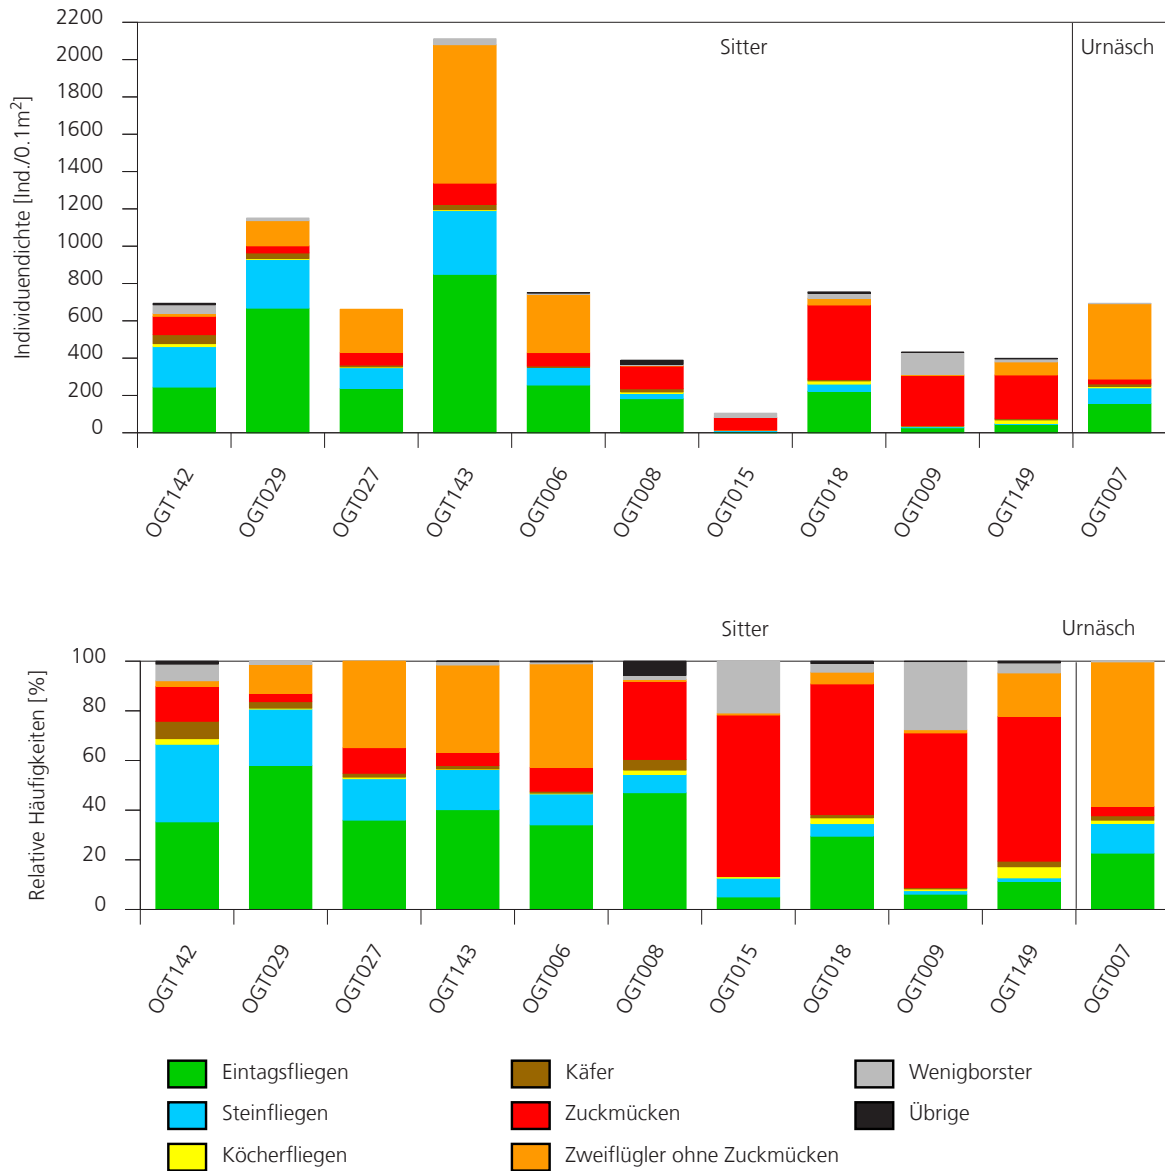 Individuendichte [Ind./0.1m²]
2200
2000
1800
1600
1400
1200
1000
800
600
400
200
0
Sitter
Urnäsch
OGT142
OGT029
OGT027
OGT143
OGT006
OGT008
OGT015
OGT018
OGT009
OGT149
OGT007
Relative Häufigkeiten [%]
100
80
60
40
20
0
Sitter
Urnäsch
OGT142
OGT029
OGT027
OGT143
OGT006
OGT008
OGT015
OGT018
OGT009
OGT149
OGT007
Eintagsfliegen
Steinfliegen
Köcherfliegen
Käfer
Zuckmücken
Zweiflügler ohne Zuckmücken
Wenigborster
Übrige